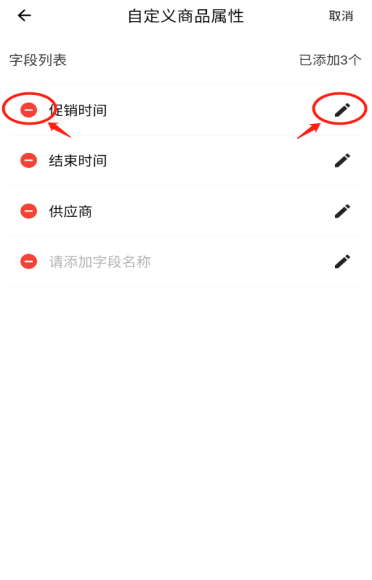 自定义商品属性 取消
字段列表 已添加3个
促销时间
结束时间
供应商
请添加字段名称